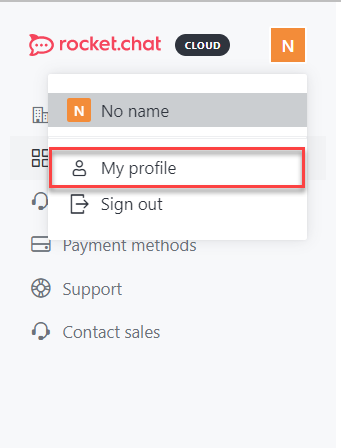 rocket.chat CLOUD N
N No name
My profile
Sign out
Payment methods
Support
Contact sales